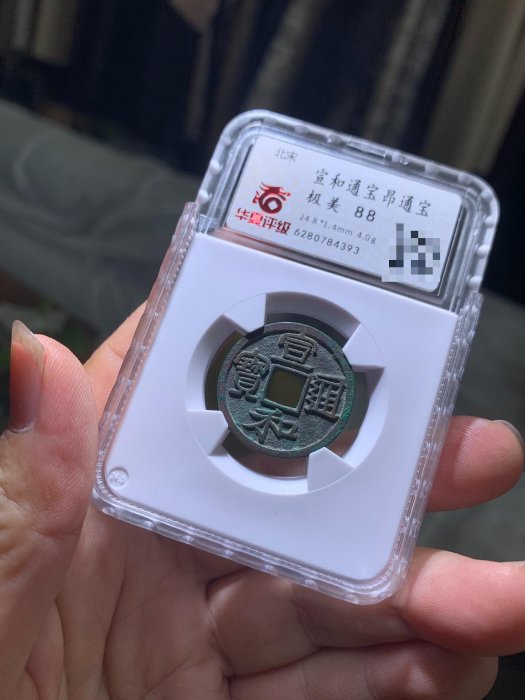 北宋
宣和通宝昂通宝
极美 88
24.8*1.4mm 4.0g
华夏评级 6280784393
宣和通寶